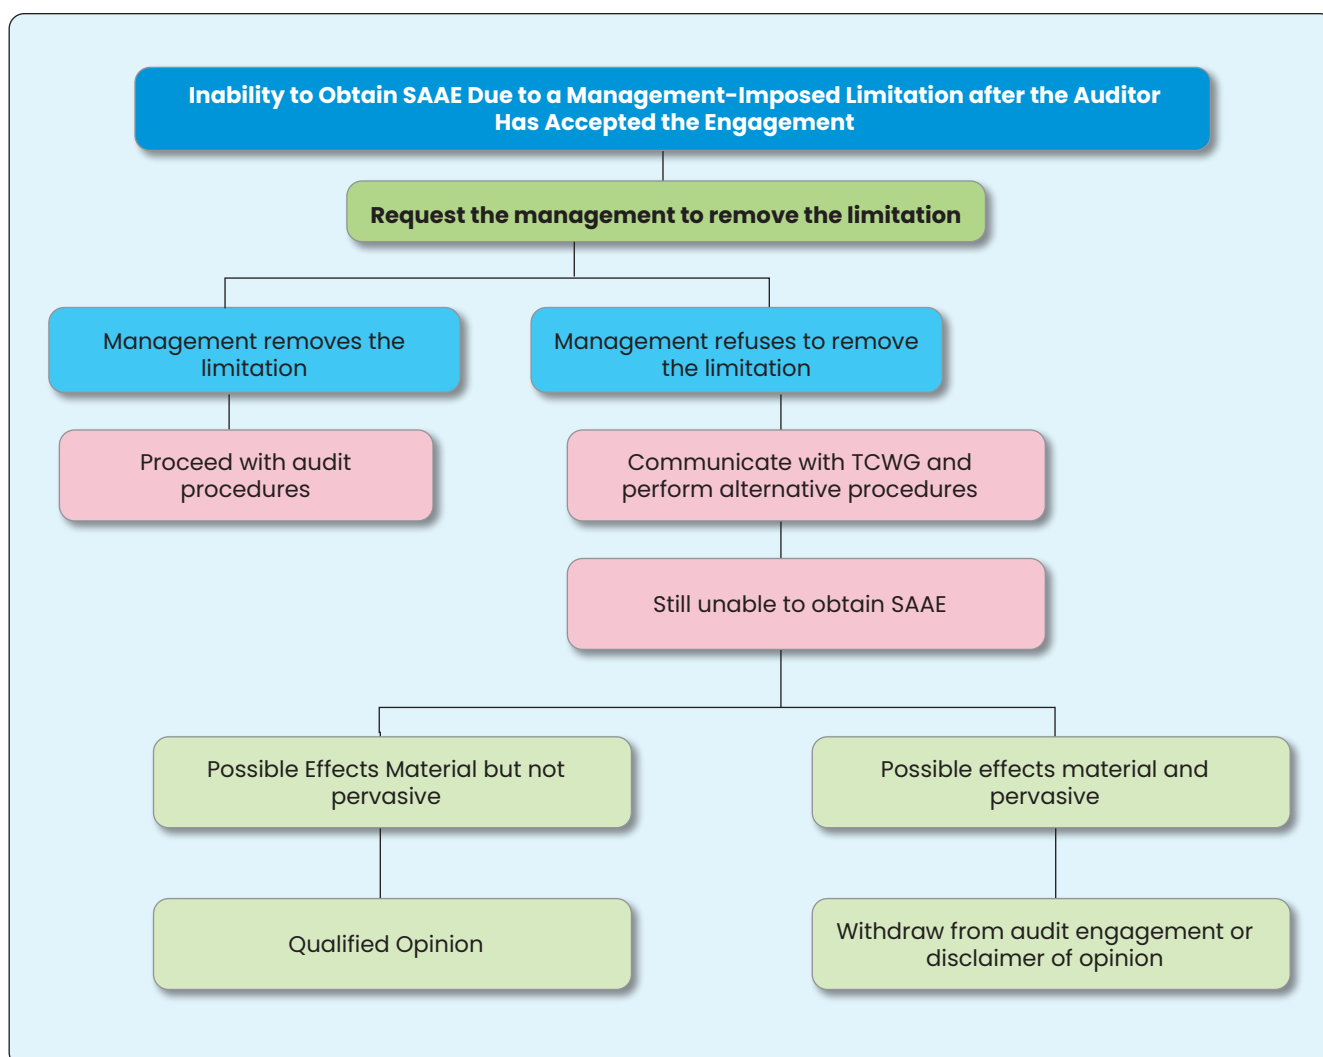 Inability to Obtain SAAE Due to a Management-Imposed Limitation after the Auditor
Has Accepted the Engagement
Request the management to remove the limitation
Management removes the
limitation
Management refuses to remove
the limitation
Proceed with audit
procedures
Communicate with TCWG and
perform alternative procedures
Still unable to obtain SAAE
Possible Effects Material but not
pervasive
Possible effects material and
pervasive
Qualified Opinion
Withdraw from audit engagement or
disclaimer of opinion